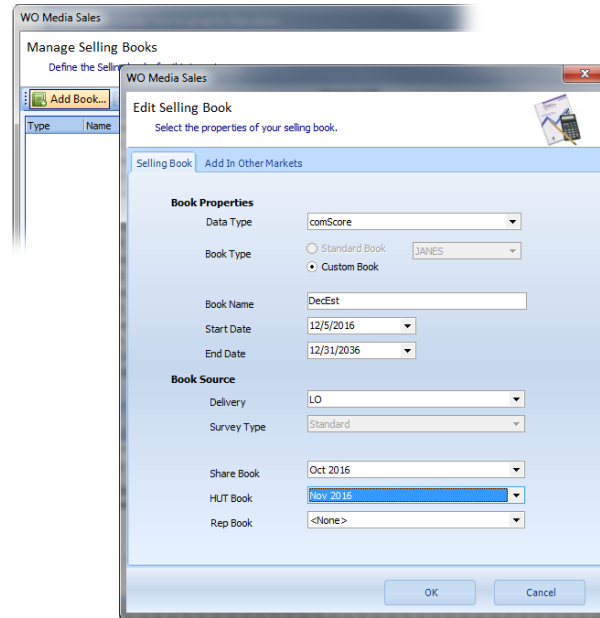 WO Media Sales
Manage Selling Books
Define the Selling
Add Book...
Type Name
WO Media Sales
Edit Selling Book
Select the properties of your selling book.
Selling Book Add In Other Markets
Book Properties
Data Type comScore
Book Type Standard Book JANES
Custom Book
Book Name DecEst
Start Date 12/5/2016
End Date 12/31/2036
Book Source
Delivery LO
Survey Type Standard
Share Book Oct 2016
HUT Book Nov 2016
Rep Book <None>
OK Cancel